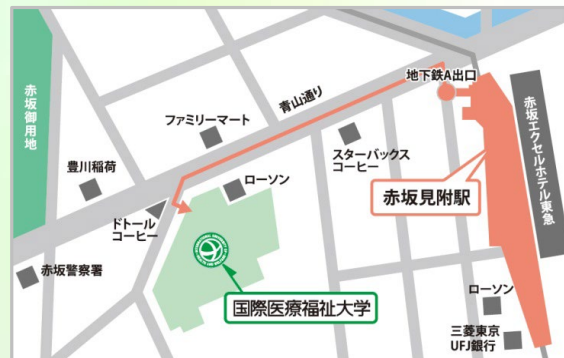 地下鉄A出口
赤坂御用地
青山通り
ファミリーマート
赤坂エクセルホテル東急
豊川稲荷
スターバックス
コーヒー
ローソン
赤坂見附駅
ドトール
コーヒー
赤坂警察署
国際医療福祉大学
ローソン
三菱東京
UFJ銀行